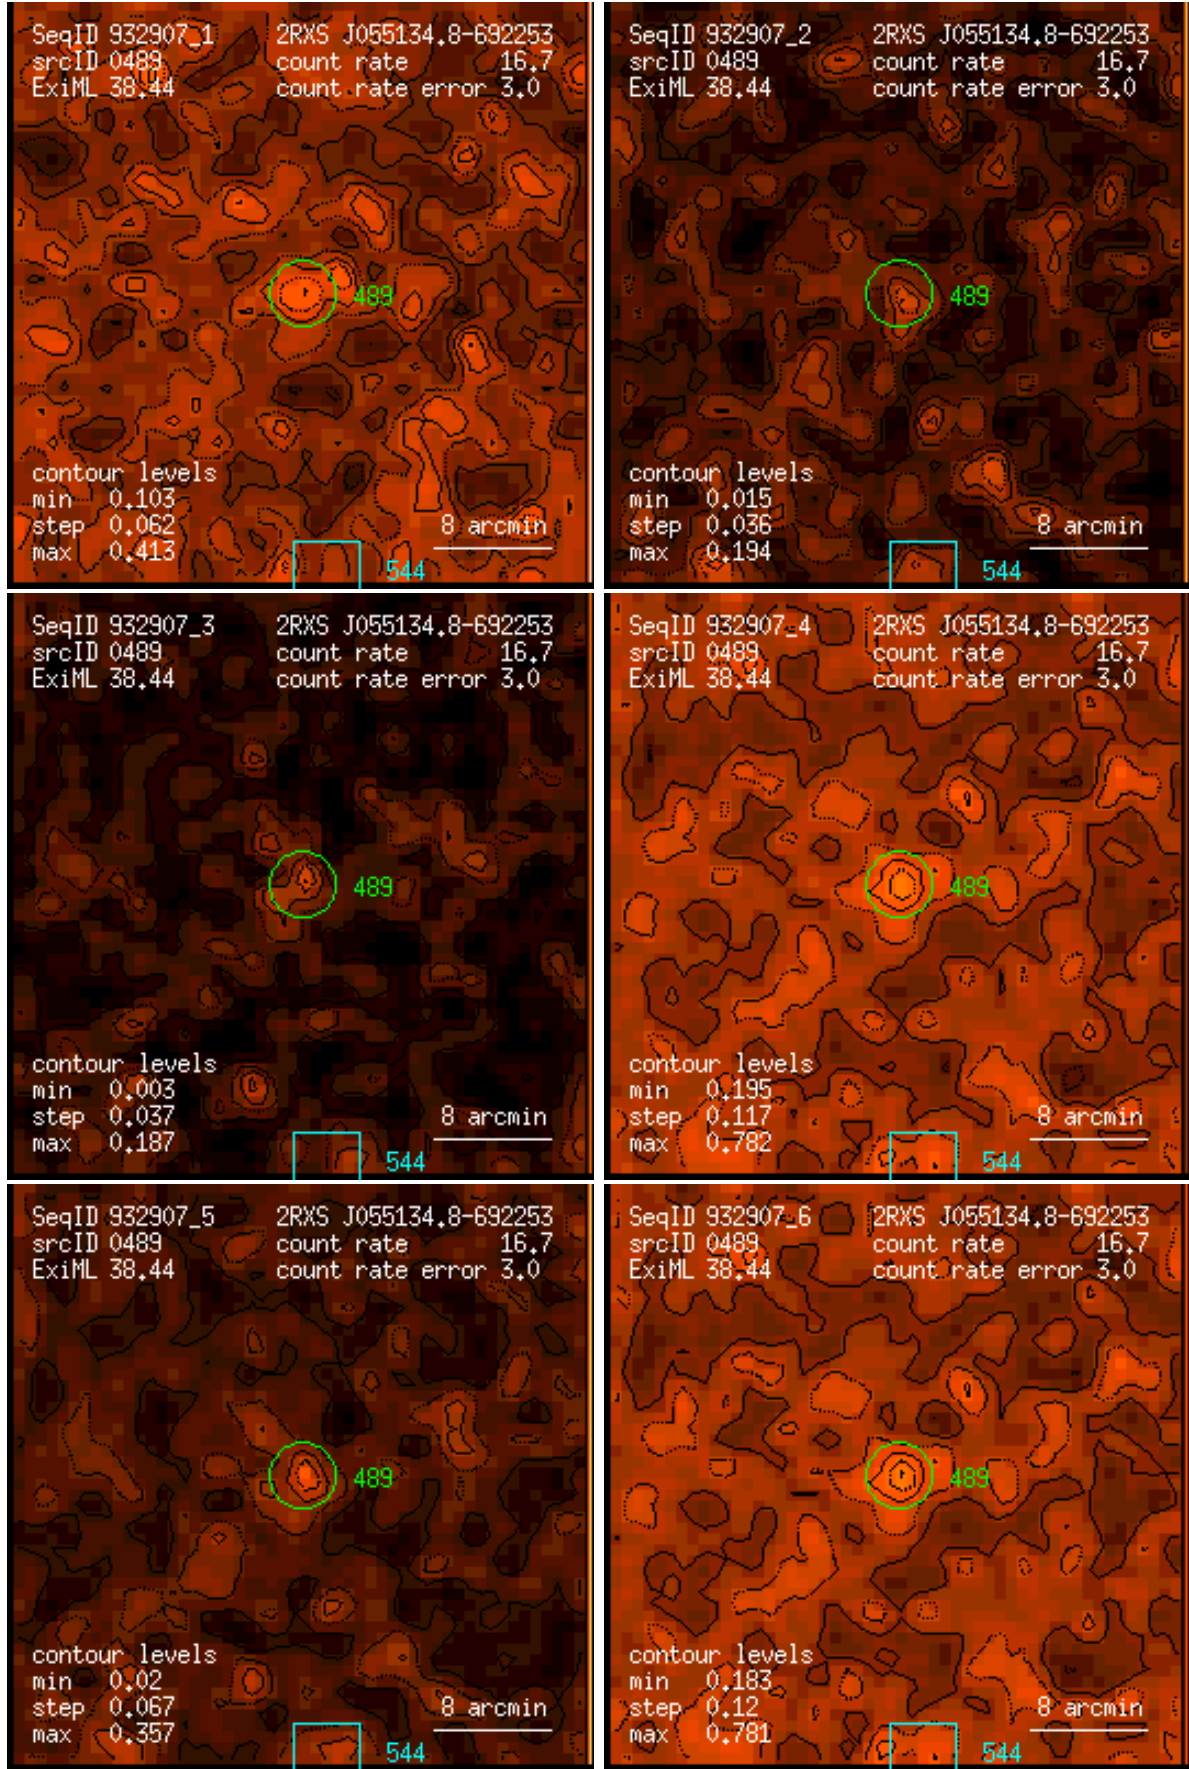 SeqID 932907_1 2RXS J055134.8-692253
srcID 0489 count rate 16.7
ExiML 38.44 count rate error 3.0
489
contour levels
min 0.103
step 0.062
max 0.413
8 arcmin
544
SeqID 932907_2 2RXS J055134.8-692253
srcID 0489 count rate 16.7
ExiML 38.44 count rate error 3.0
489
contour levels
min 0.015
step 0.036
max 0.194
8 arcmin
544
SeqID 932907_3 2RXS J055134.8-692253
srcID 0489 count rate 16.7
ExiML 38.44 count rate error 3.0
489
contour levels
min 0.003
step 0.037
max 0.187
8 arcmin
544
SeqID 932907_4 2RXS J055134.8-692253
srcID 0489 count rate 16.7
ExiML 38.44 count rate error 3.0
489
contour levels
min 0.195
step 0.117
max 0.782
8 arcmin
544
SeqID 932907_5 2RXS J055134.8-692253
srcID 0489 count rate 16.7
ExiML 38.44 count rate error 3.0
489
contour levels
min 0.02
step 0.067
max 0.357
8 arcmin
544
SeqID 932907_6 2RXS J055134.8-692253
srcID 0489 count rate 16.7
ExiML 38.44 count rate error 3.0
489
contour levels
min 0.183
step 0.12
max 0.781
8 arcmin
544